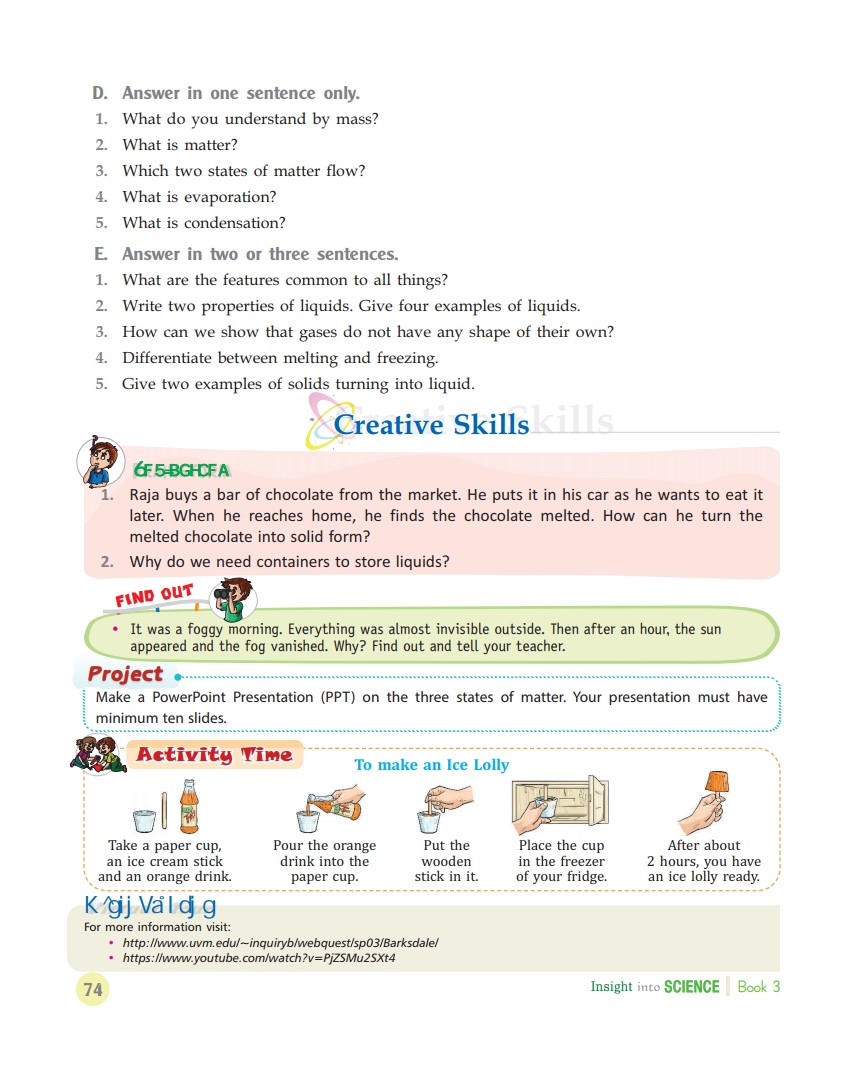 D. Answer in one sentence only.
1. What do you understand by mass?
2. What is matter?
3. Which two states of matter flow?
4. What is evaporation?
5. What is condensation?
E. Answer in two or three sentences.
1. What are the features common to all things?
2. Write two properties of liquids. Give four examples of liquids.
3. How can we show that gases do not have any shape of their own?
4. Differentiate between melting and freezing.
5. Give two examples of solids turning into liquid.
Creative Skills
1. Raja buys a bar of chocolate from the market. He puts it in his car as he wants to eat it
later. When he reaches home, he finds the chocolate melted. How can he turn the
melted chocolate into solid form?
2. Why do we need containers to store liquids?
FIND OUT
• It was a foggy morning. Everything was almost invisible outside. Then after an hour, the sun
appeared and the fog vanished. Why? Find out and tell your teacher.
Project
Make a PowerPoint Presentation (PPT) on the three states of matter. Your presentation must have
minimum ten slides.
Activity Time
To make an Ice Lolly
Take a paper cup,
an ice cream stick
and an orange drink.
Pour the orange
drink into the
paper cup.
Put the
wooden
stick in it.
Place the cup
in the freezer
of your fridge.
After about
2 hours, you have
an ice lolly ready.
For more information visit:
• http://www.uvm.edu/~inquiryb/webquest/sp03/Barksdale/
• https://www.youtube.com/watch?v=PjZSMu2SXt4
74
Insight into SCIENCE Book 3